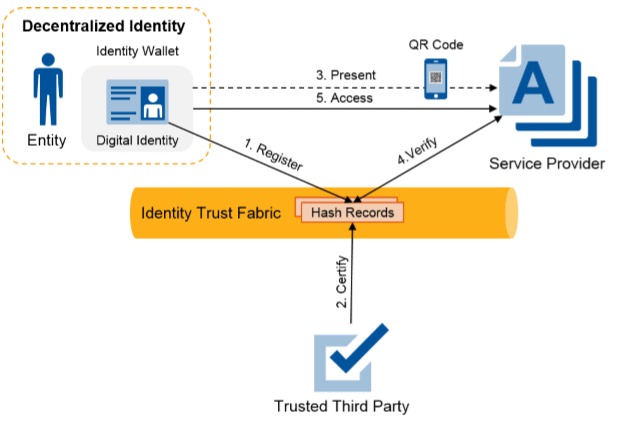 Decentralized Identity
Identity Wallet
Entity
Digital Identity
QR Code
3. Present
5. Access
1. Register
4.Verify
A
Service Provider
Identity Trust Fabric
Hash Records
2. Certify
Trusted Third Party